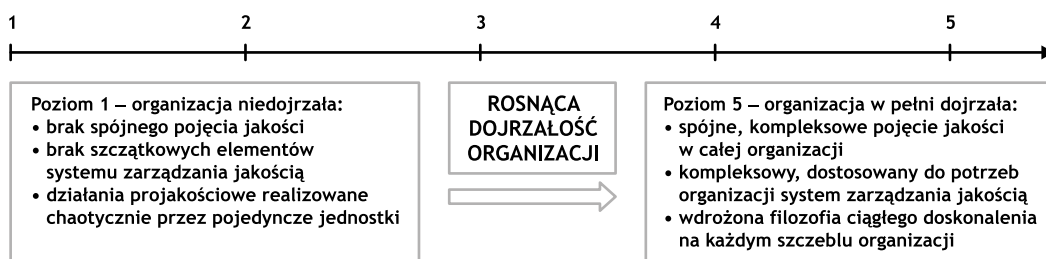 1 2 3 4 5
Poziom 1 – organizacja niedojrzała:
• brak spójnego pojęcia jakości
• brak szczątkowych elementów
systemu zarządzania jakością
• działania projakościowe realizowane
chaotycznie przez pojedyncze jednostki
ROSNĄCA
DOJRZAŁOŚĆ
ORGANIZACJI
Poziom 5 – organizacja w pełni dojrzała:
• spójne, kompleksowe pojęcie jakości
w całej organizacji
• kompleksowy, dostosowany do potrzeb
organizacji system zarządzania jakością
• wdrożona filozofia ciągłego doskonalenia
na każdym szczeblu organizacji